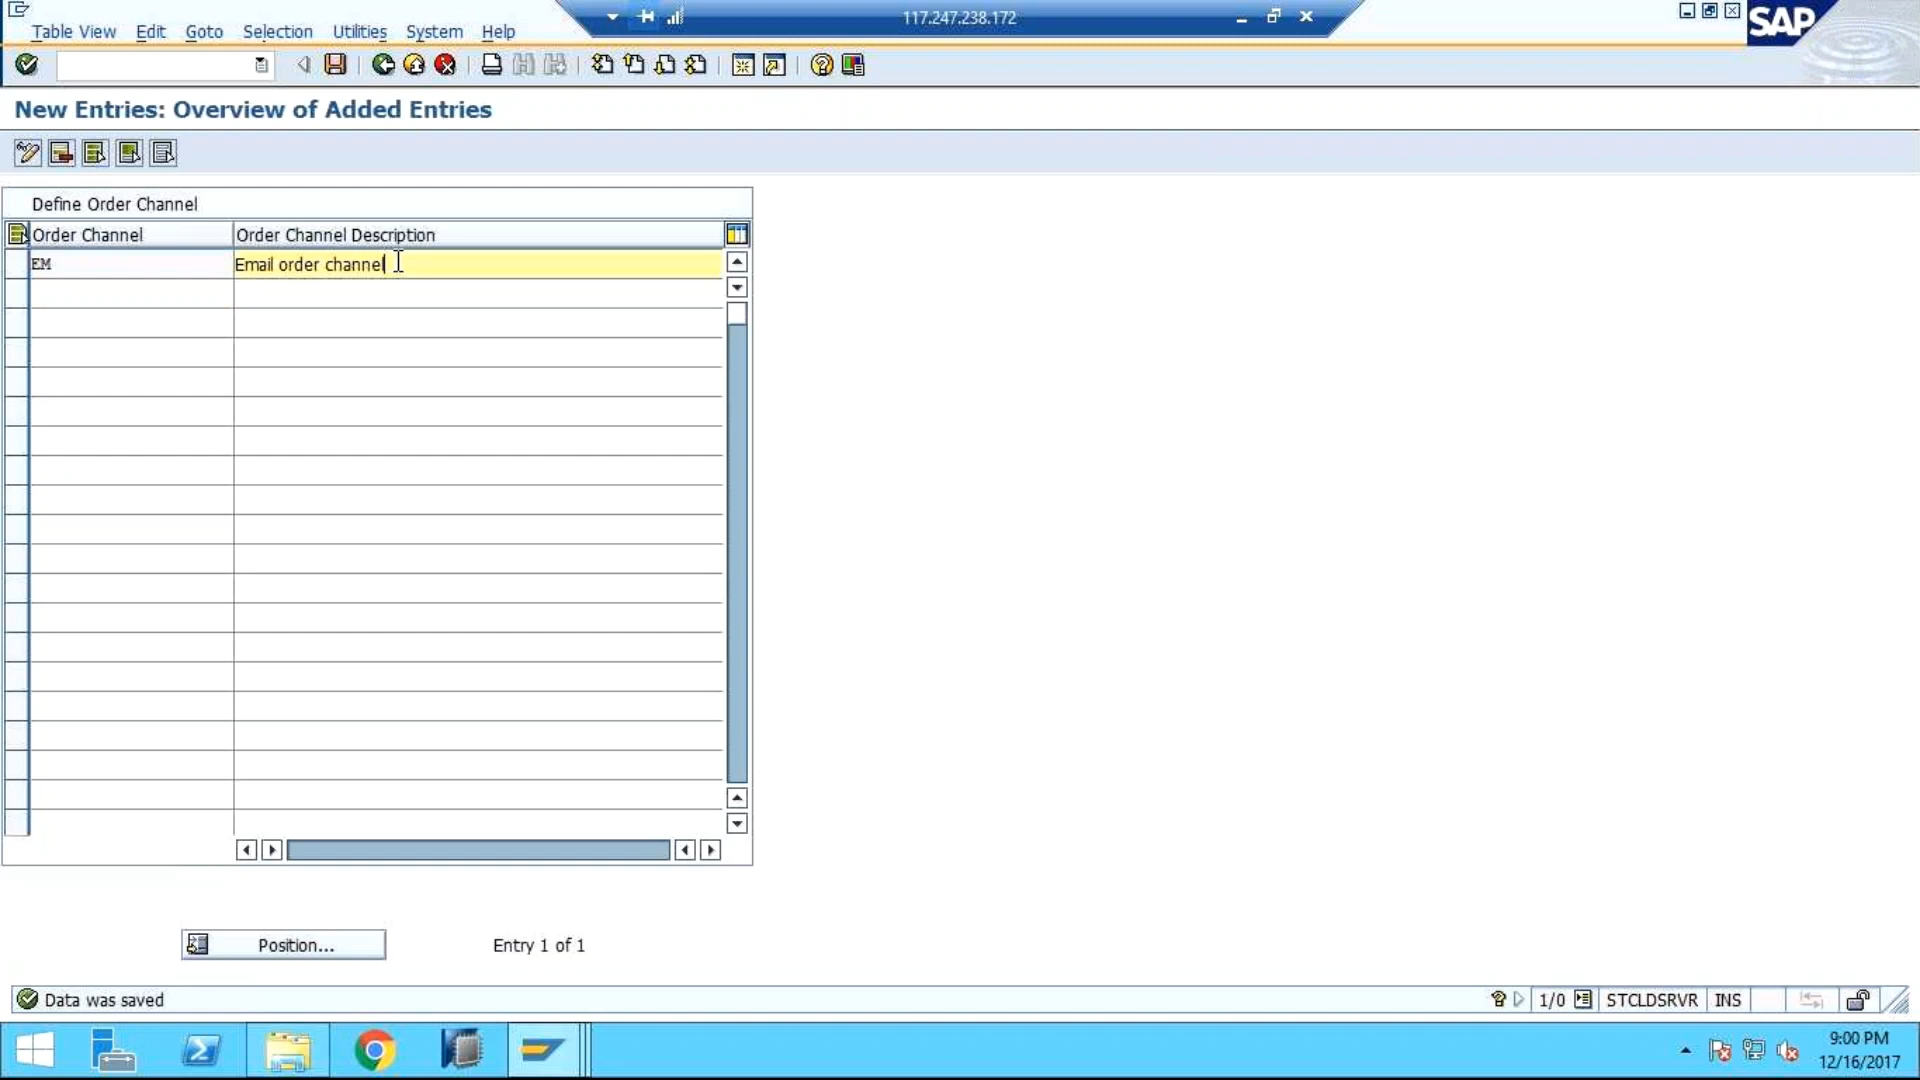 117.247.238.172
SAP
Table View Edit Goto Selection Utilities System Help
New Entries: Overview of Added Entries
Define Order Channel
Order Channel Order Channel Description
EM Email order channel
Position... Entry 1 of 1
Data was saved 1/0 STCLDSRVR INS
9:00 PM
12/16/2017